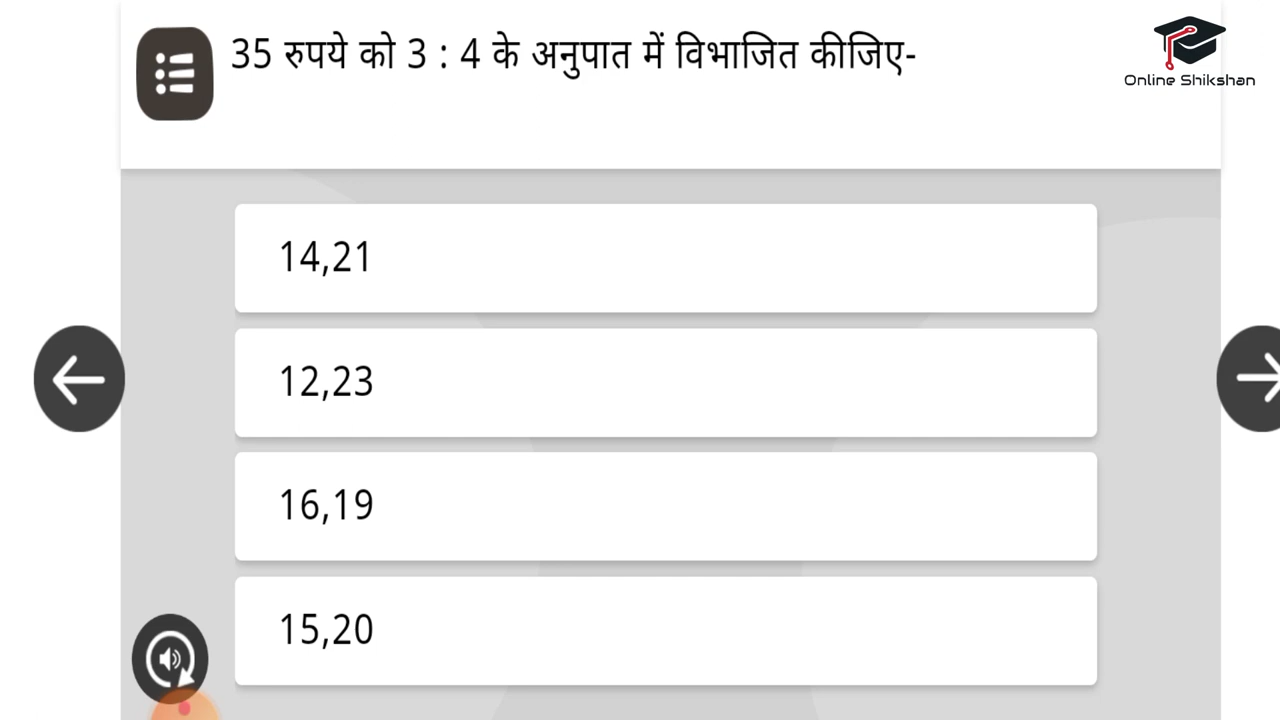 35 रुपये को 3 : 4 के अनुपात में विभाजित कीजिए-
Online Shikshan
14,21
12,23
16,19
15,20